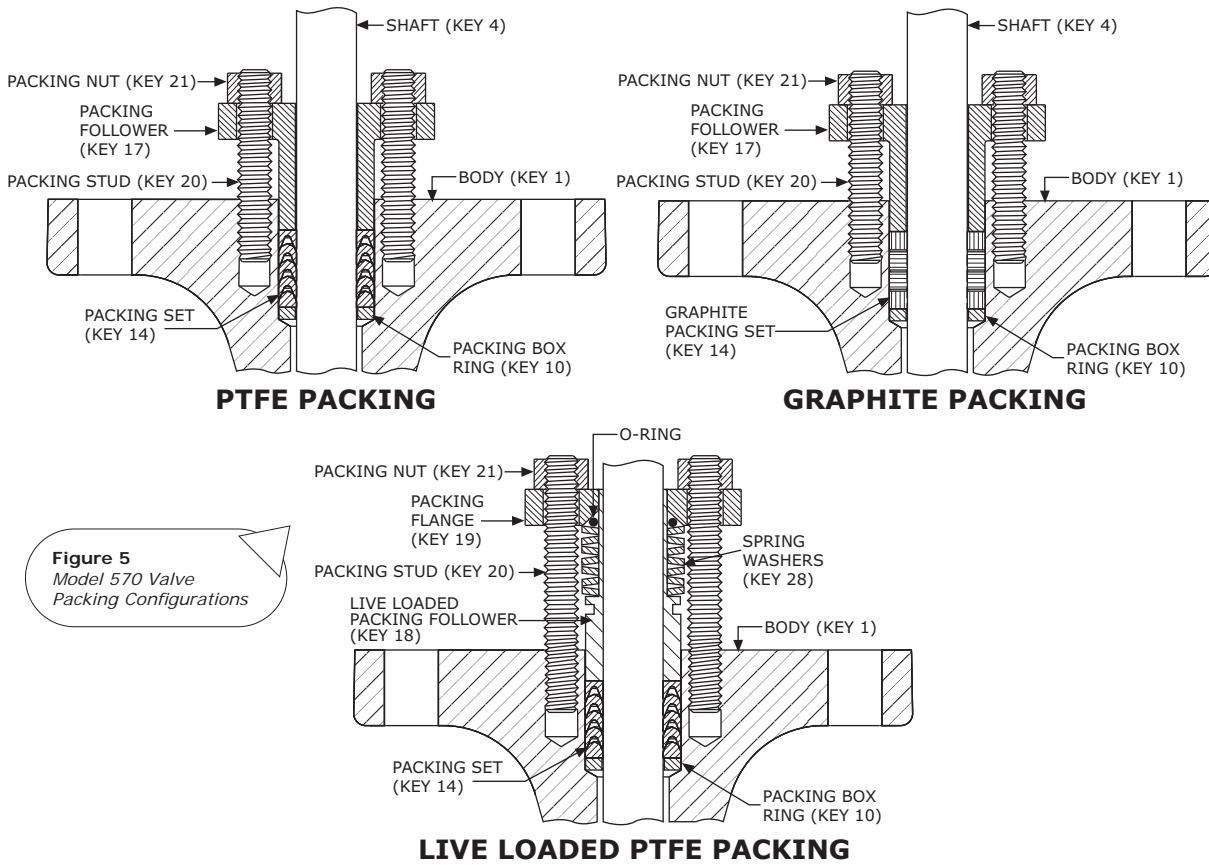 SHAFT (KEY 4)
PACKING NUT (KEY 21)
PACKING
FOLLOWER
(KEY 17)
PACKING STUD (KEY 20)
BODY (KEY 1)
PACKING SET
(KEY 14)
PACKING BOX
RING (KEY 10)
PTFE PACKING
SHAFT (KEY 4)
PACKING NUT (KEY 21)
PACKING
FOLLOWER
(KEY 17)
PACKING STUD (KEY 20)
BODY (KEY 1)
GRAPHITE
PACKING SET
(KEY 14)
PACKING BOX
RING (KEY 10)
GRAPHITE PACKING
Figure 5
Model 570 Valve
Packing Configurations
O-RING
PACKING NUT (KEY 21)
PACKING
FLANGE
(KEY 19)
SPRING
WASHERS
(KEY 28)
PACKING STUD (KEY 20)
LIVE LOADED
PACKING FOLLOWER
(KEY 18)
BODY (KEY 1)
PACKING SET
(KEY 14)
PACKING BOX
RING (KEY 10)
LIVE LOADED PTFE PACKING